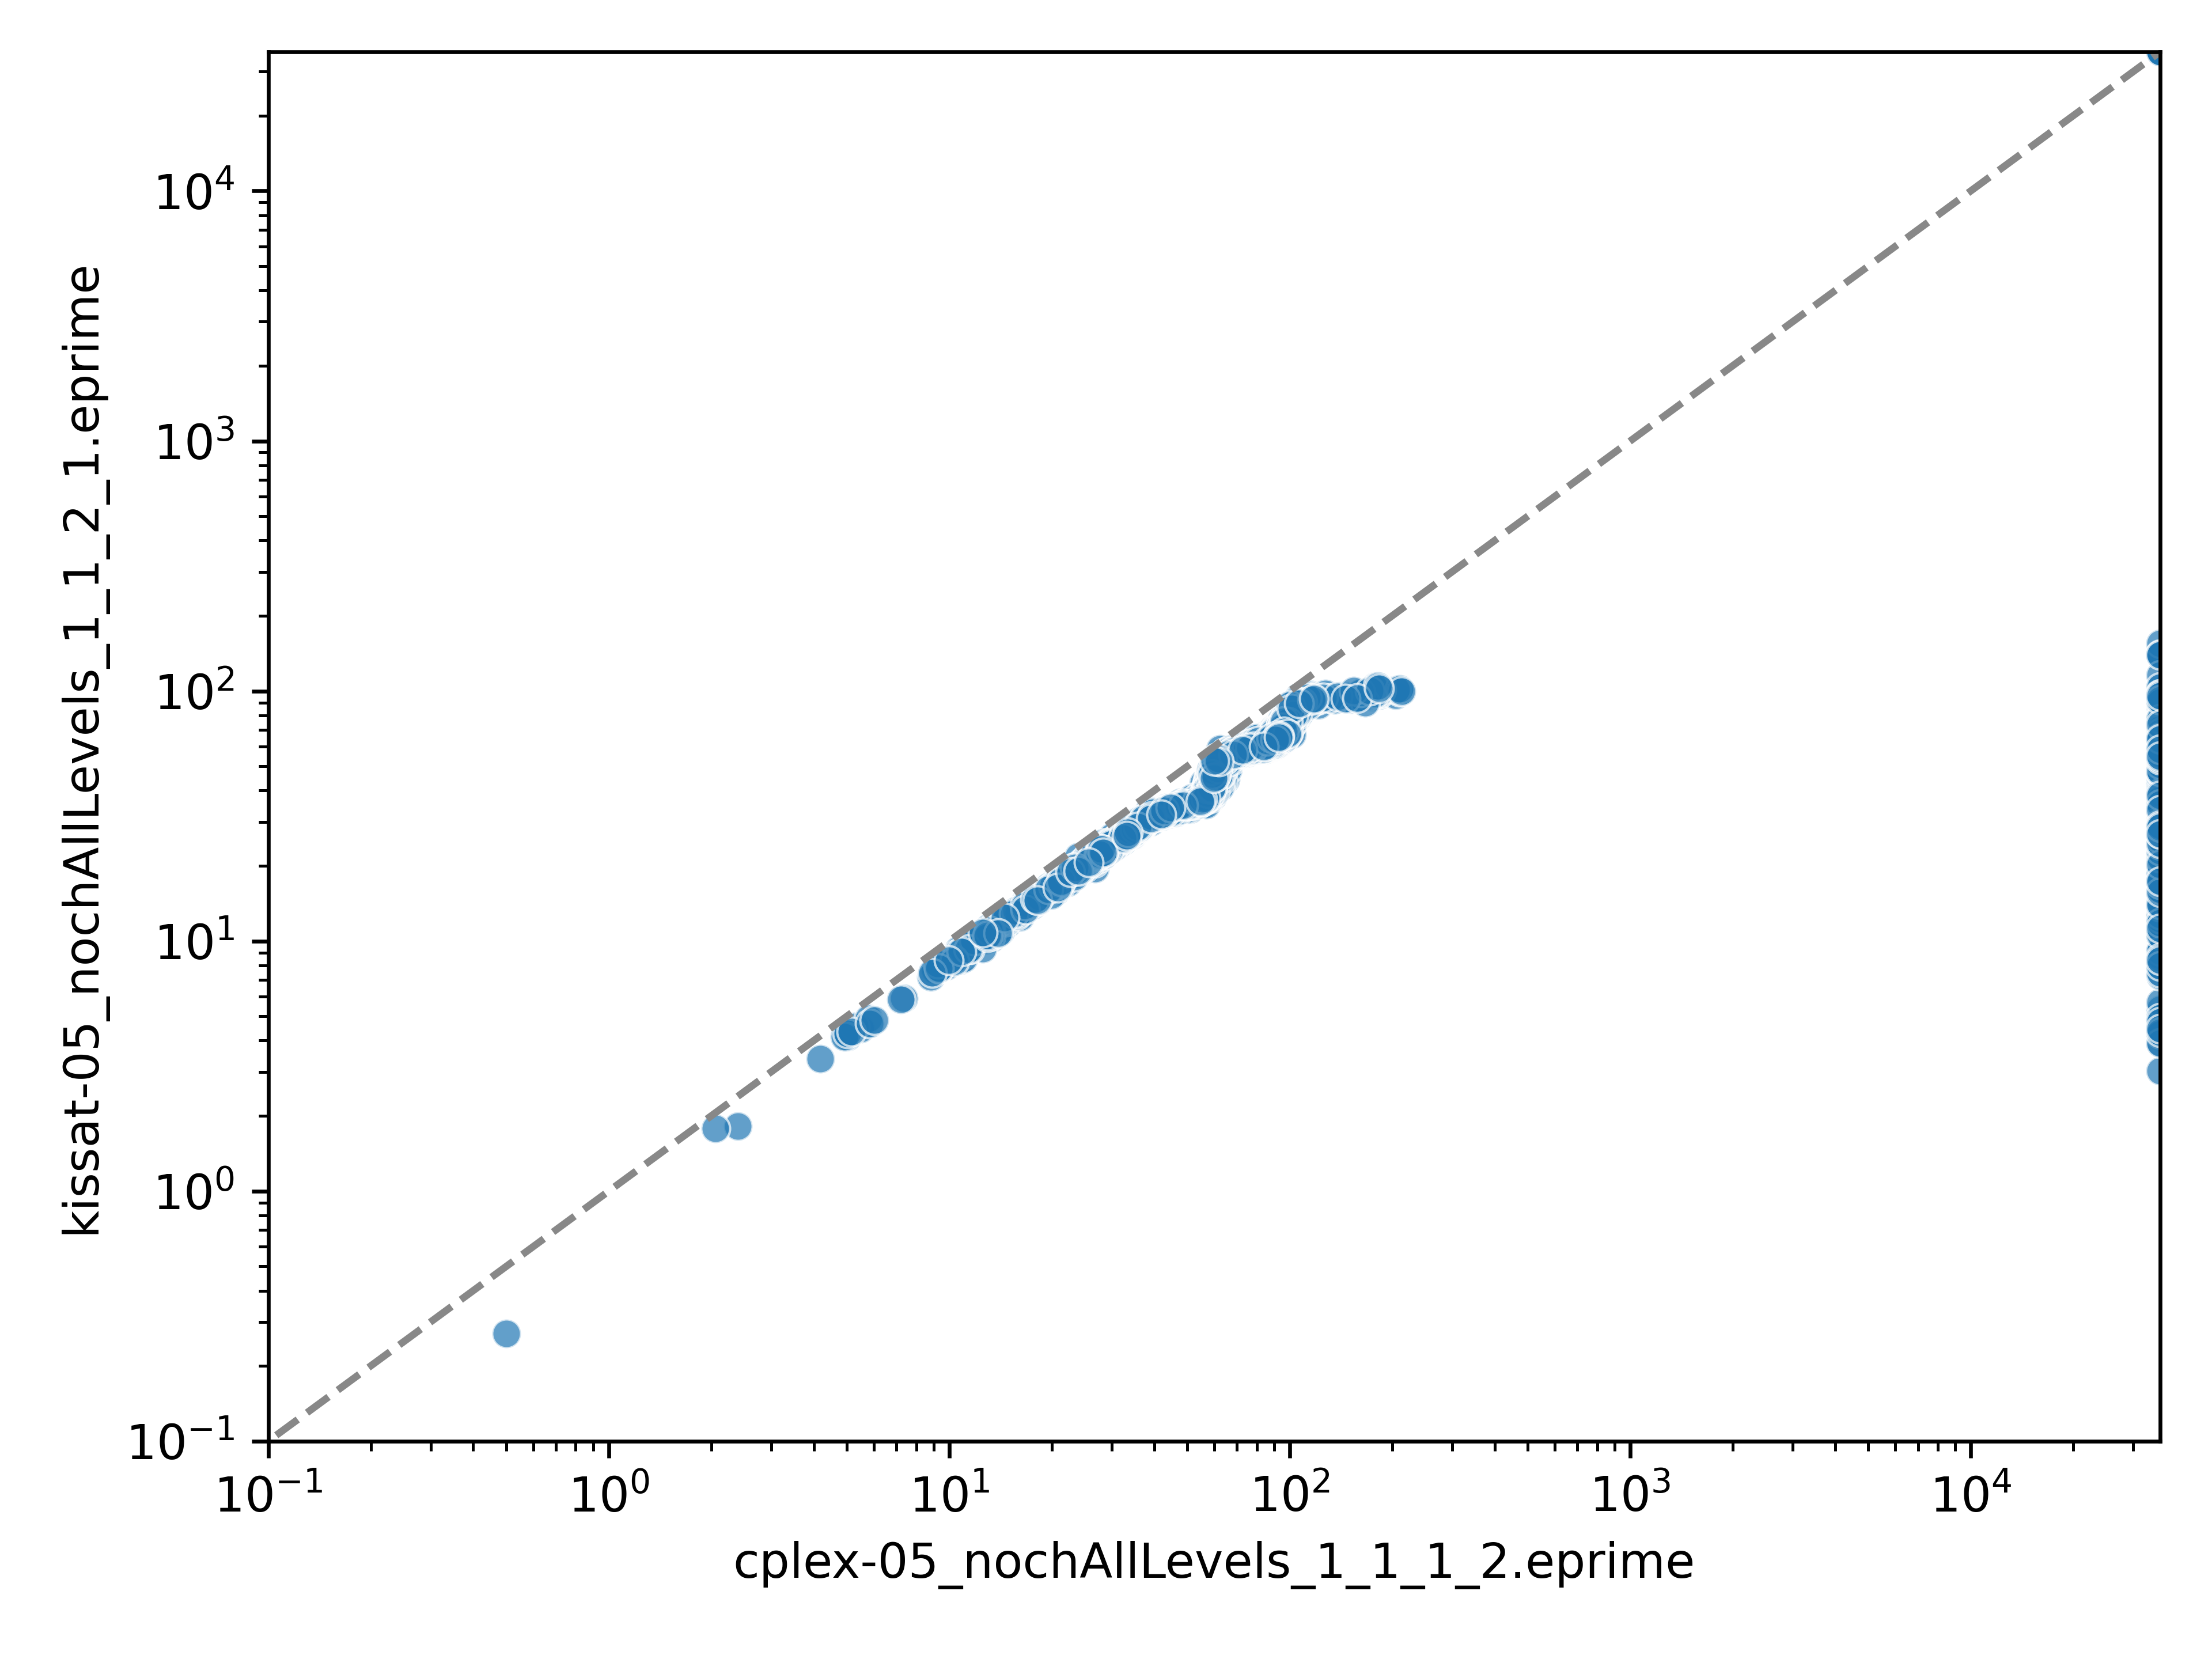 kissat-05_nochAllLevels_1_1_2_1.eprime
10⁴
10³
10²
10¹
10⁰
10⁻¹
10⁻¹ 10⁰ 10¹ 10² 10³ 10⁴
cplex-05_nochAllLevels_1_1_1_2.eprime